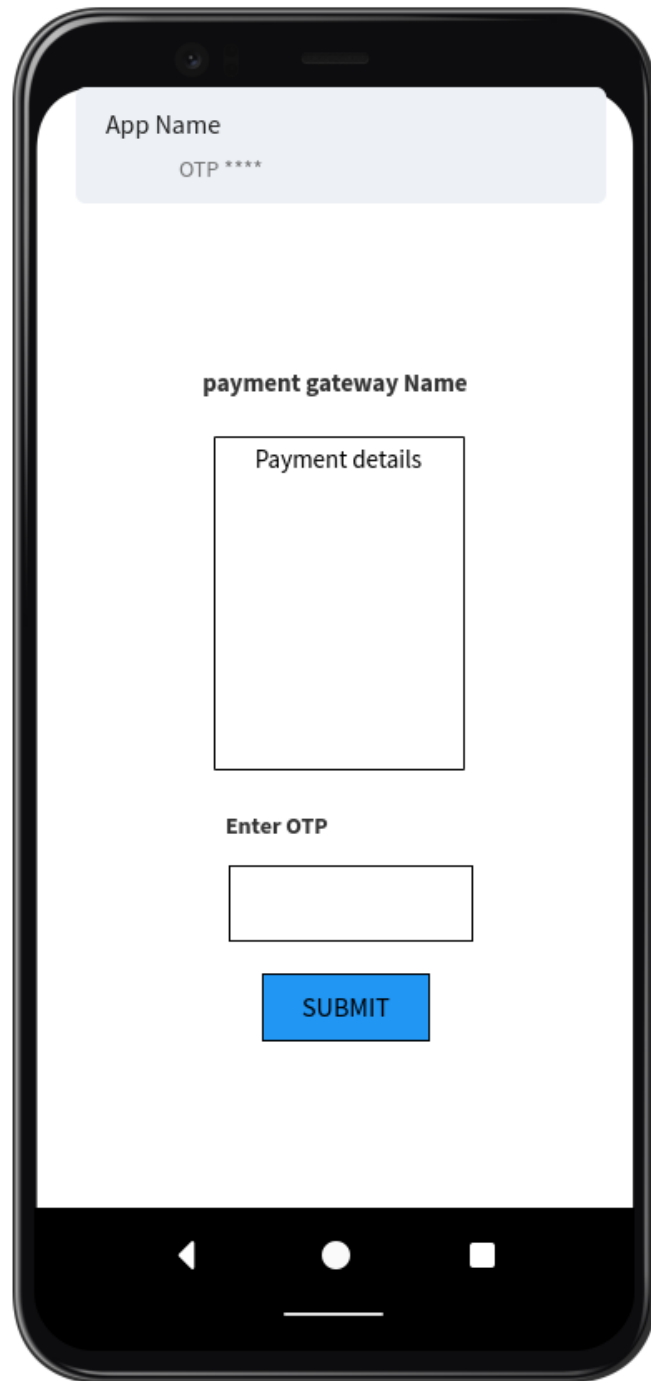 App Name
OTP ****
payment gateway Name
Payment details
Enter OTP
SUBMIT